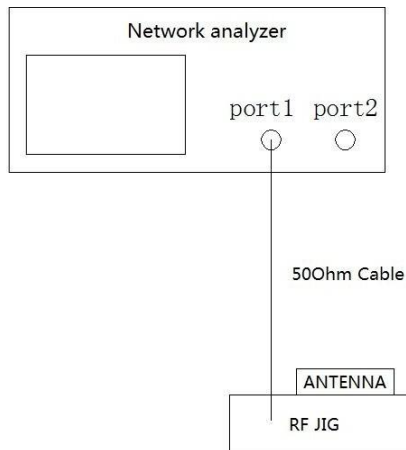 Network analyzer
port1 port2
50Ohm Cable
ANTENNA
RF JIG